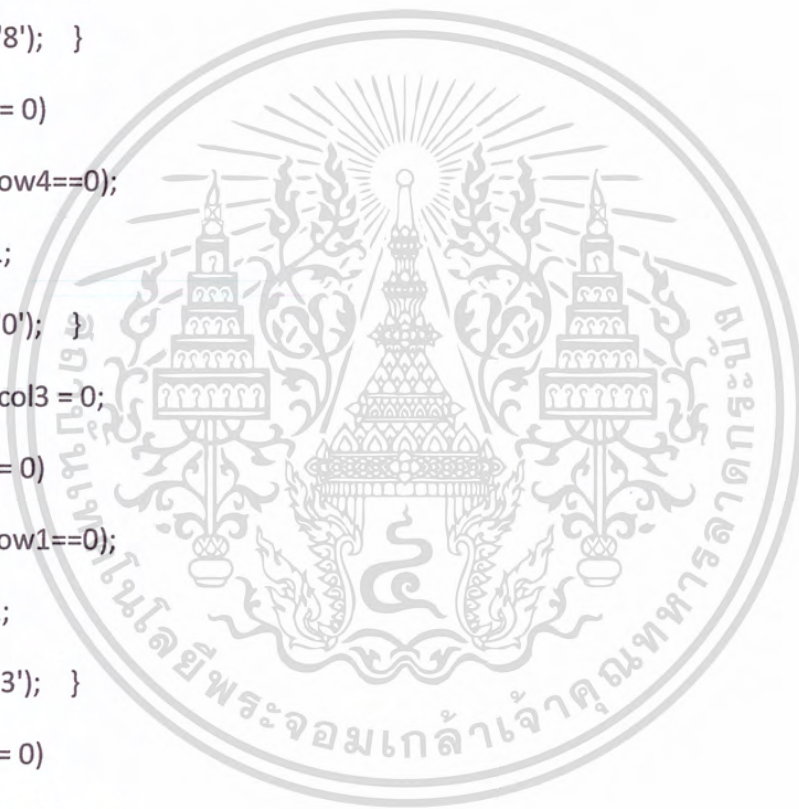 '8'); }
= 0)
ow4==0);
;
'0'); }
col3 = 0;
= 0)
ow1==0);
;
3'); }
= 0)
สถาบันเทคโนโลยีพระจอมเกล้าเจ้าคุณทหารลาดกระบัง